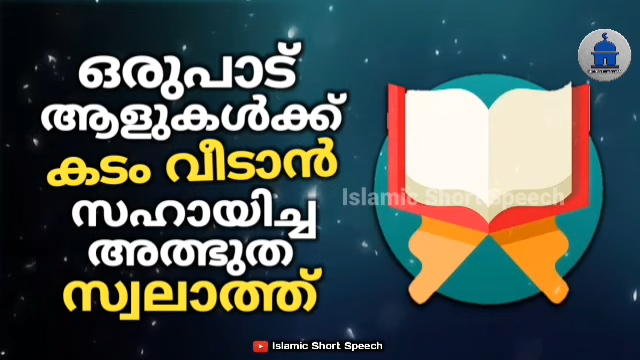 ഒരുപാട്
ആളുകൾക്ക്
കടം വീടാൻ
സഹായിച്ച
അത്ഭുത
സ്വലാത്ത്
Islamic Short Speech
Islamic Short Speech